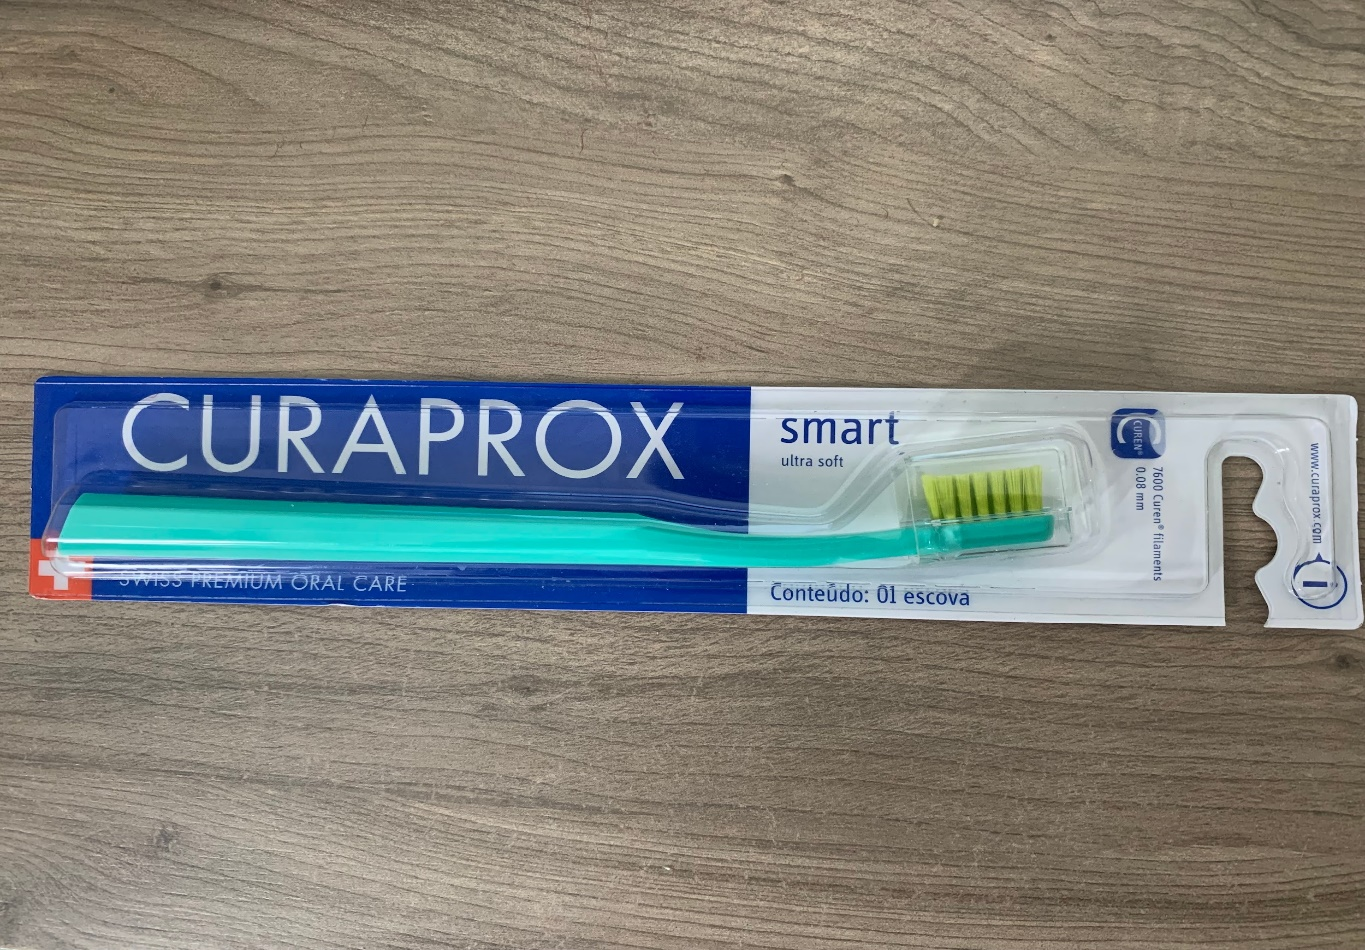 CURAPROX
SWISS PREMIUM ORAL CARE
smart
ultra soft
Conteúdo: 01 escova
CUREN®
7600 Curen® filaments
0.08 mm
www.curaprox.com